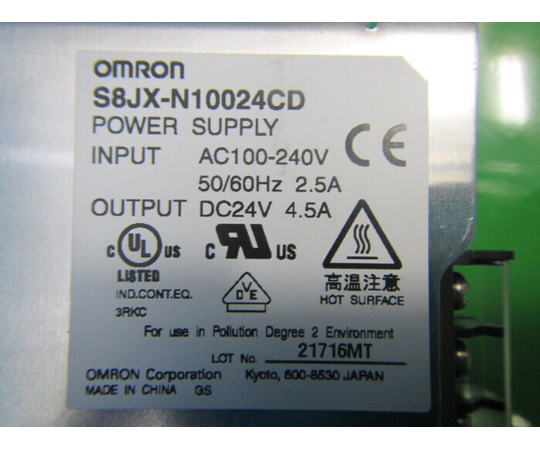 OMRON
S8JX-N10024CD
POWER SUPPLY
INPUT AC100-240V
50/60Hz 2.5A
OUTPUT DC24V 4.5A
CE
C UL US
LISTED
IND.CONT.EQ.
3RKC
c RU US
VDE
高温注意
HOT SURFACE
For use in Pollution Degree 2 Environment
LOT No. 21716MT
OMRON Corporation Kyoto, 600-8530 JAPAN
MADE IN CHINA GS